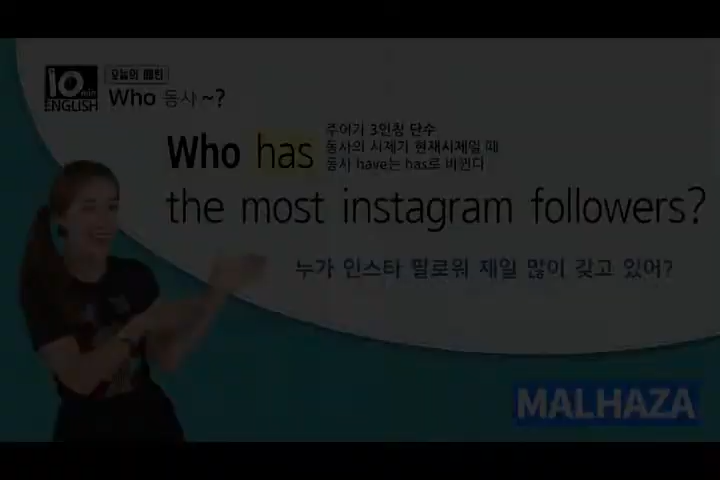 10min
ENGLISH
오늘의 패턴
Who 동사 ~?
Who has
주어가 3인칭 단수
동사의 시제가 현재시제일 때
동사 have는 has로 바뀐다
the most instagram followers?
누가 인스타 팔로워 제일 많이 갖고 있어?
MALHAZA